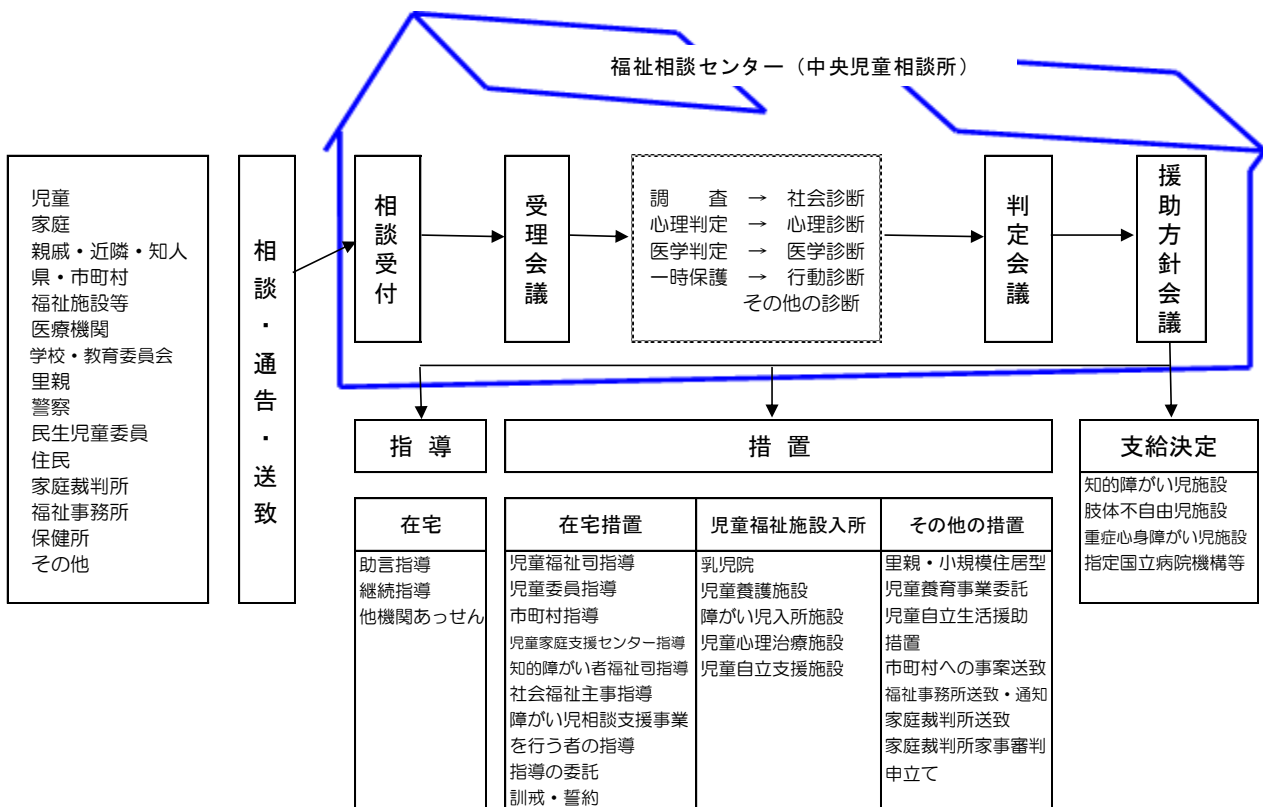 福祉相談センター（中央児童相談所）
児童
家庭
親戚・近隣・知人
県・市町村
福祉施設等
医療機関
学校・教育委員会
里親
警察
民生児童委員
住民
家庭裁判所
福祉事務所
保健所
その他
相談・通告・送致
相談受付
受理会議
調　　査　→　社会診断
心理判定　→　心理診断
医学判定　→　医学診断
一時保護　→　行動診断
その他の診断
判定会議
援助方針会議
指 導
在宅
助言指導
継続指導
他機関あっせん
措 置
在宅措置
児童福祉司指導
児童委員指導
市町村指導
児童家庭支援センター指導
知的障がい者福祉司指導
社会福祉主事指導
障がい児相談支援事業
を行う者の指導
指導の委託
訓戒・誓約
児童福祉施設入所
乳児院
児童養護施設
障がい児入所施設
児童心理治療施設
児童自立支援施設
その他の措置
里親・小規模住居型
児童養育事業委託
児童自立生活援助
措置
市町村への事案送致
福祉事務所送致・通知
家庭裁判所送致
家庭裁判所家事審判
申立て
支給決定
知的障がい児施設
肢体不自由児施設
重症心身障がい児施設
指定国立病院機構等